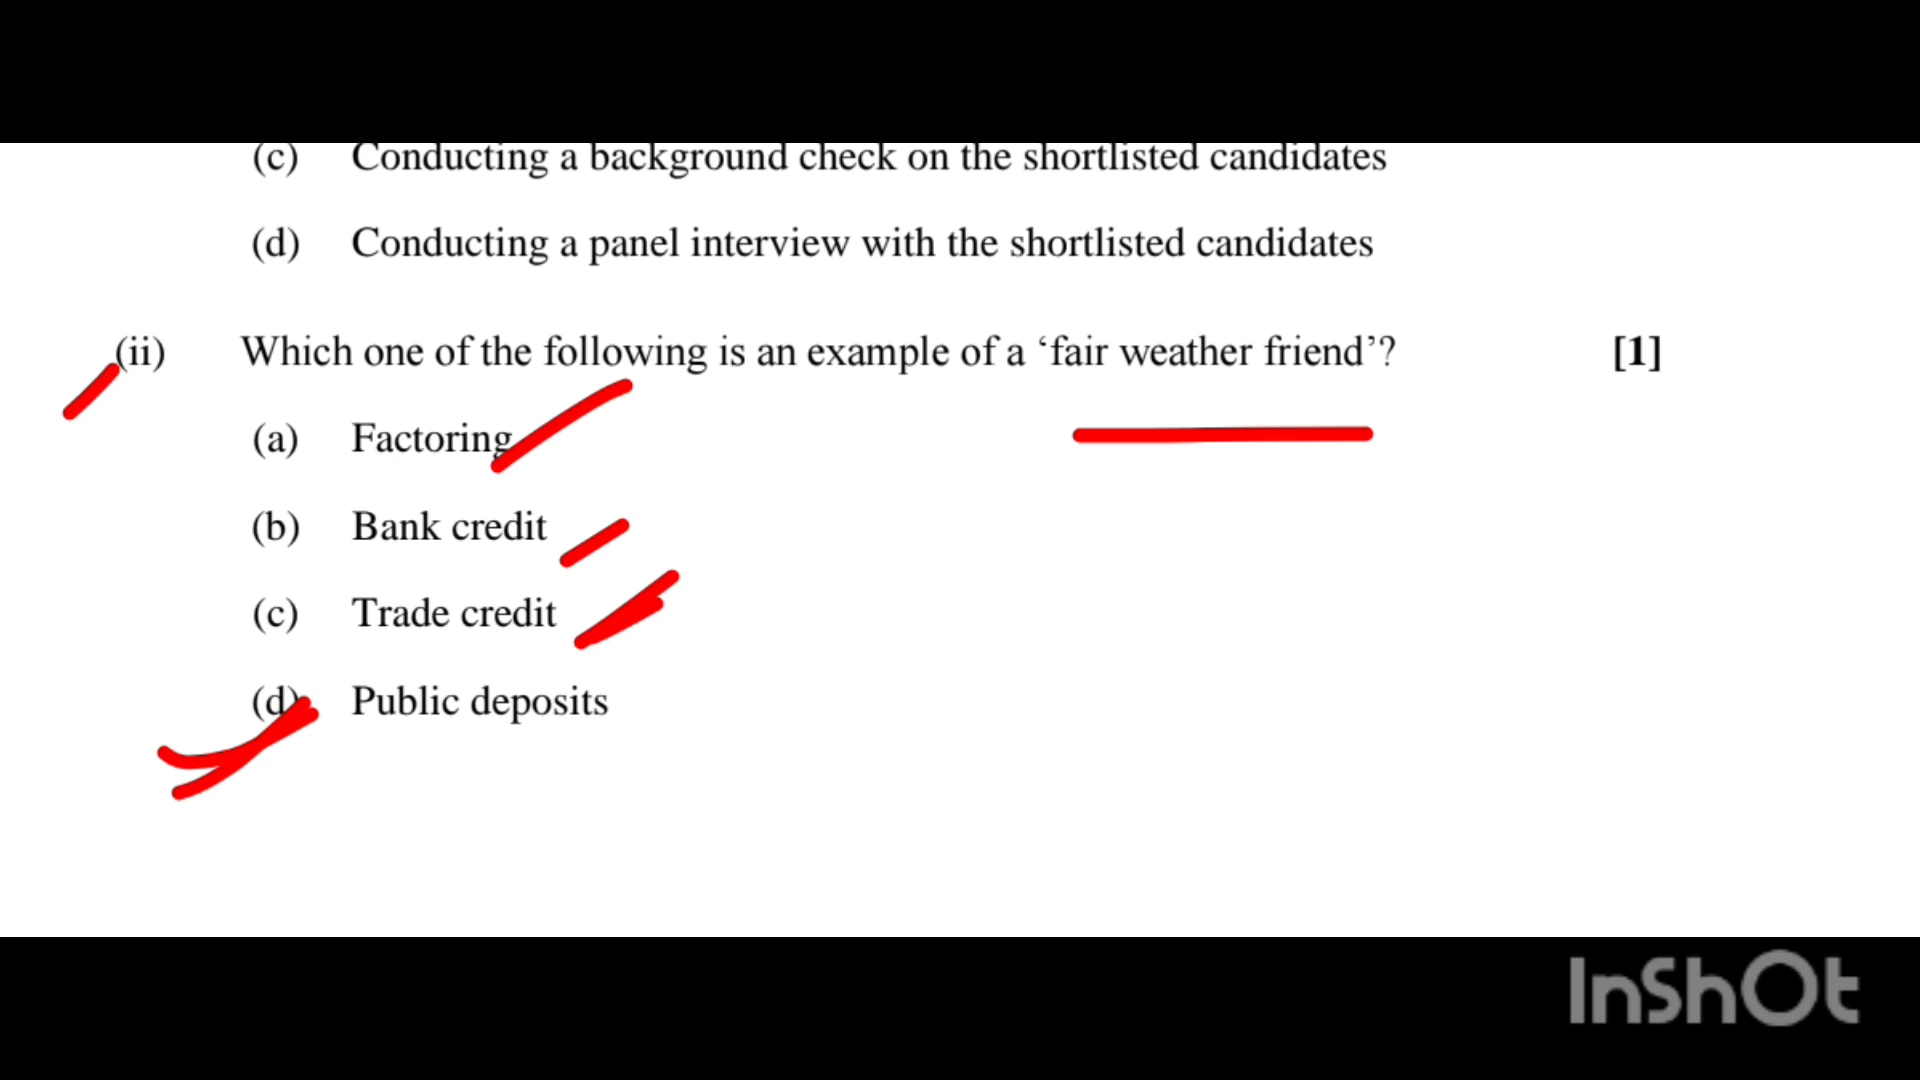 (c) Conducting a background check on the shortlisted candidates
(d) Conducting a panel interview with the shortlisted candidates
(ii) Which one of the following is an example of a ‘fair weather friend’? [1]
(a) Factoring
(b) Bank credit
(c) Trade credit
(d) Public deposits
InShOt